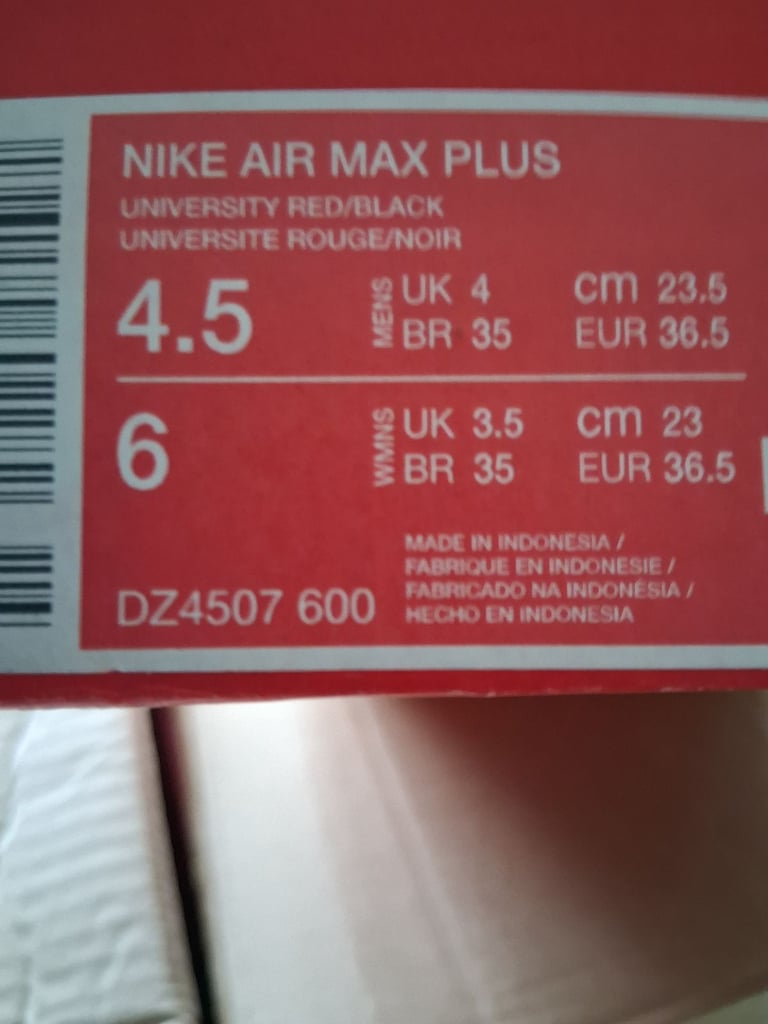 NIKE AIR MAX PLUS
UNIVERSITY RED/BLACK
UNIVERSITE ROUGE/NOIR
4.5 MENS UK 4 cm 23.5
BR 35 EUR 36.5
6 WMNS UK 3.5 cm 23
BR 35 EUR 36.5
MADE IN INDONESIA /
FABRIQUE EN INDONESIE /
FABRICADO NA INDONÉSIA /
HECHO EN INDONESIA
DZ4507 600